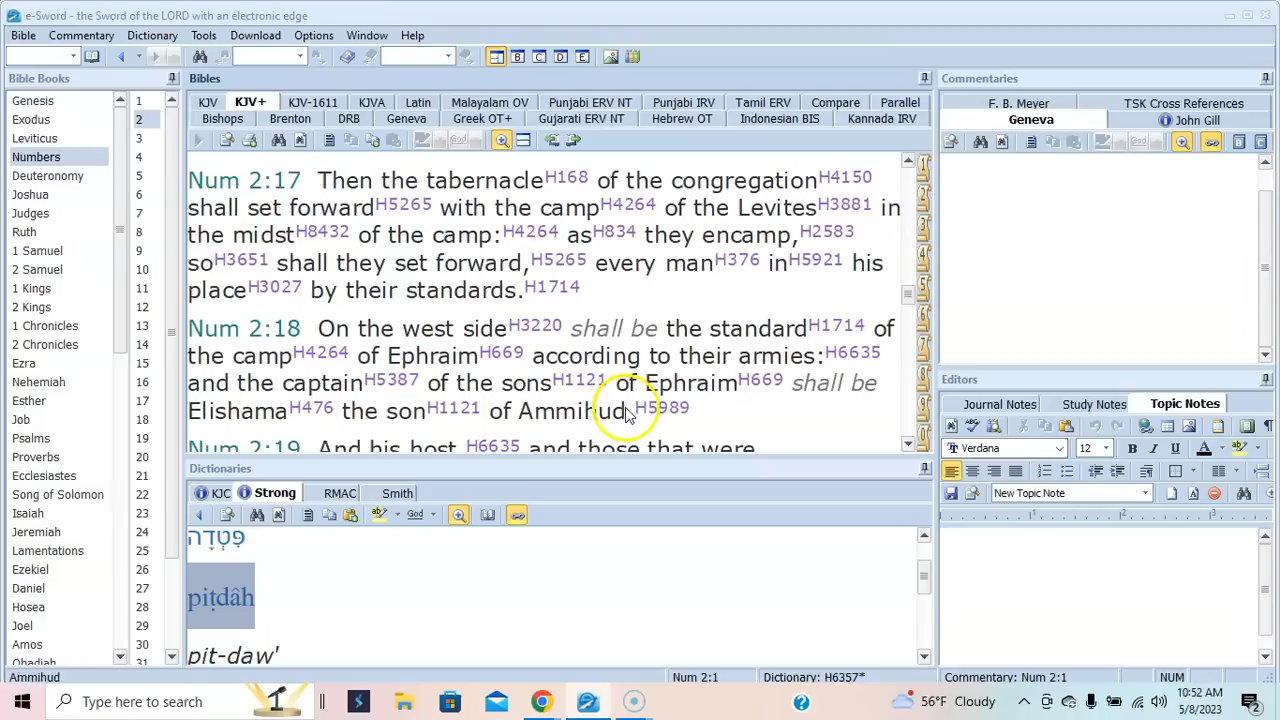 e-Sword - the Sword of the LORD with an electronic edge
Bible Commentary Dictionary Tools Download Options Window Help
B C D E
Bible Books
Genesis
Exodus
Leviticus
Numbers
Deuteronomy
Joshua
Judges
Ruth
1 Samuel
2 Samuel
1 Kings
2 Kings
1 Chronicles
2 Chronicles
Ezra
Nehemiah
Esther
Job
Psalms
Proverbs
Ecclesiastes
Song of Solomon
Isaiah
Jeremiah
Lamentations
Ezekiel
Daniel
Hosea
Joel
Amos
Obadiah
1
2
3
4
5
6
7
8
9
10
11
12
13
14
15
16
17
18
19
20
21
22
23
24
25
26
27
28
29
30
31
Bibles
KJV KJV+ KJV-1611 KJVA Latin Malayalam OV Punjabi ERV NT Punjabi IRV Tamil ERV Compare Parallel
Bishops Brenton DRB Geneva Greek OT+ Gujarati ERV NT Hebrew OT Indonesian BIS Kannada IRV
God
Num 2:17 Then the tabernacleH168 of the congregationH4150
shall set forwardH5265 with the campH4264 of the LevitesH3881 in
the midstH8432 of the camp:H4264 asH834 they encamp,H2583
soH3651 shall they set forward,H5265 every manH376 inH5921 his
placeH3027 by their standards.H1714
Num 2:18 On the west sideH3220 shall be the standardH1714 of
the campH4264 of EphraimH669 according to their armies:H6635
and the captainH5387 of the sonsH1121 of EphraimH669 shall be
ElishamaH476 the sonH1121 of AmmihudH5989
Num 2:19 And his host,H6635 and those that were
Dictionaries
KJC Strong RMAC Smith
God
פִּטְדָה
piṭdâh
pit-daw'
Commentaries
F. B. Meyer TSK Cross References
Geneva John Gill
God
Editors
Journal Notes Study Notes Topic Notes
Verdana 12 B I U A
New Topic Note
1 2 3
Ammihud Num 2:1 Dictionary: H6357* Commentary: Num 2:1 NUM
Type here to search
56°F Cloudy
10:52 AM
5/8/2023
2